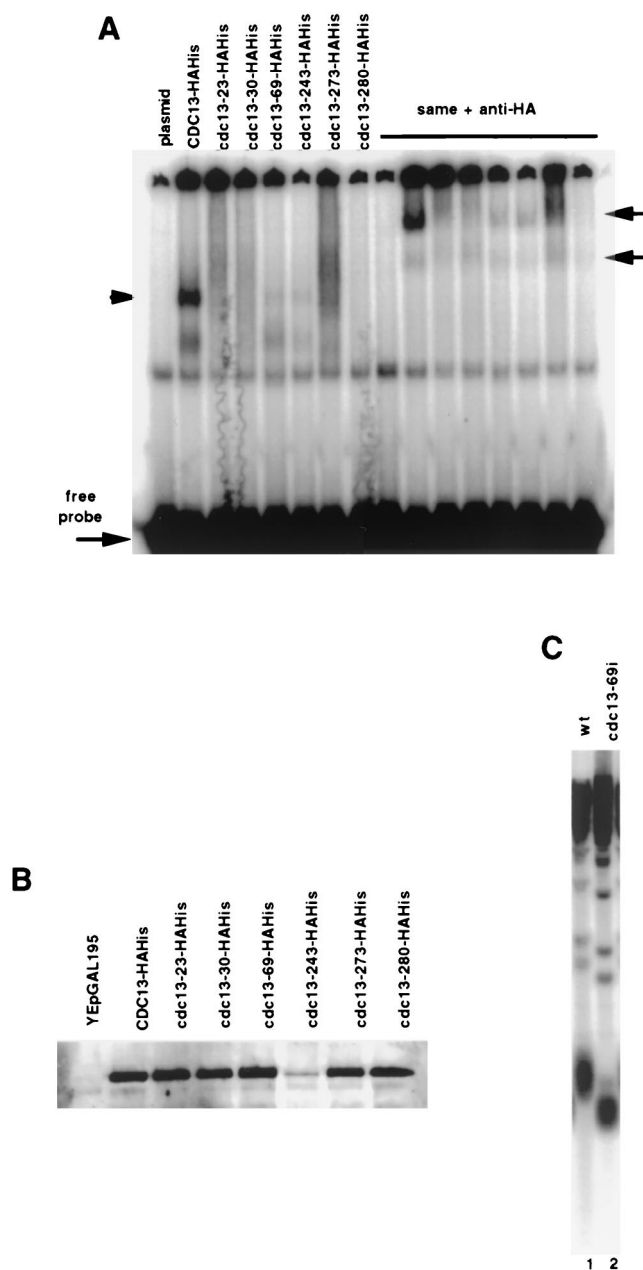 A
plasmid
CDC13-HAHis
cdc13-23-HAHis
cdc13-30-HAHis
cdc13-69-HAHis
cdc13-243-HAHis
cdc13-273-HAHis
cdc13-280-HAHis
same + anti-HA
free
probe
C
wt
cdc13-69i
B
YEpGAL195
CDC13-HAHis
cdc13-23-HAHis
cdc13-30-HAHis
cdc13-69-HAHis
cdc13-243-HAHis
cdc13-273-HAHis
cdc13-280-HAHis
1 2